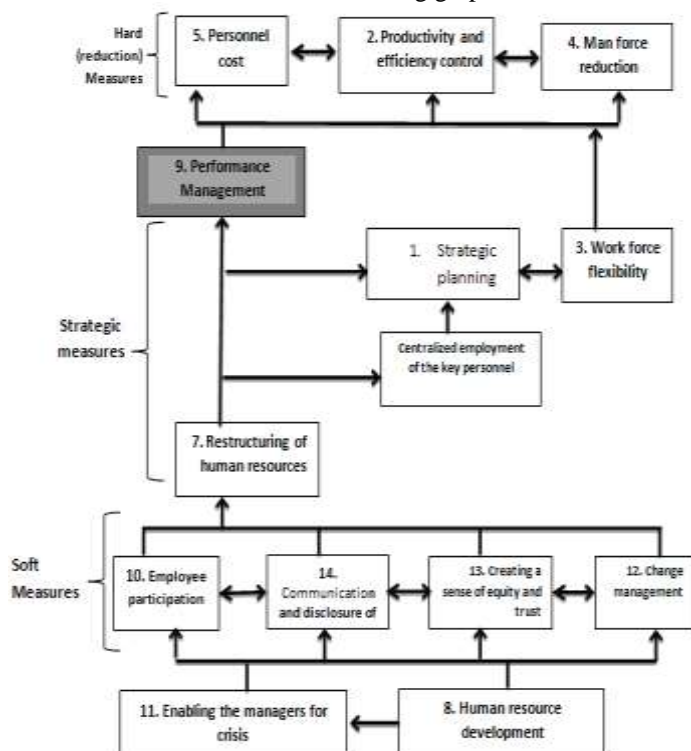 Hard
(reduction)
Measures
5. Personnel
cost
2. Productivity and
efficiency control
4. Man force
reduction
9. Performance
Management
Strategic
measures
1. Strategic
planning
3. Work force
flexibility
Centralized employment
of the key personnel
7. Restructuring of
human resources
Soft
Measures
10. Employee
participation
14.
Communication
and disclosure of
13. Creating a
sense of equity and
trust
12. Change
management
11. Enabling the managers for
crisis
8. Human resource
development